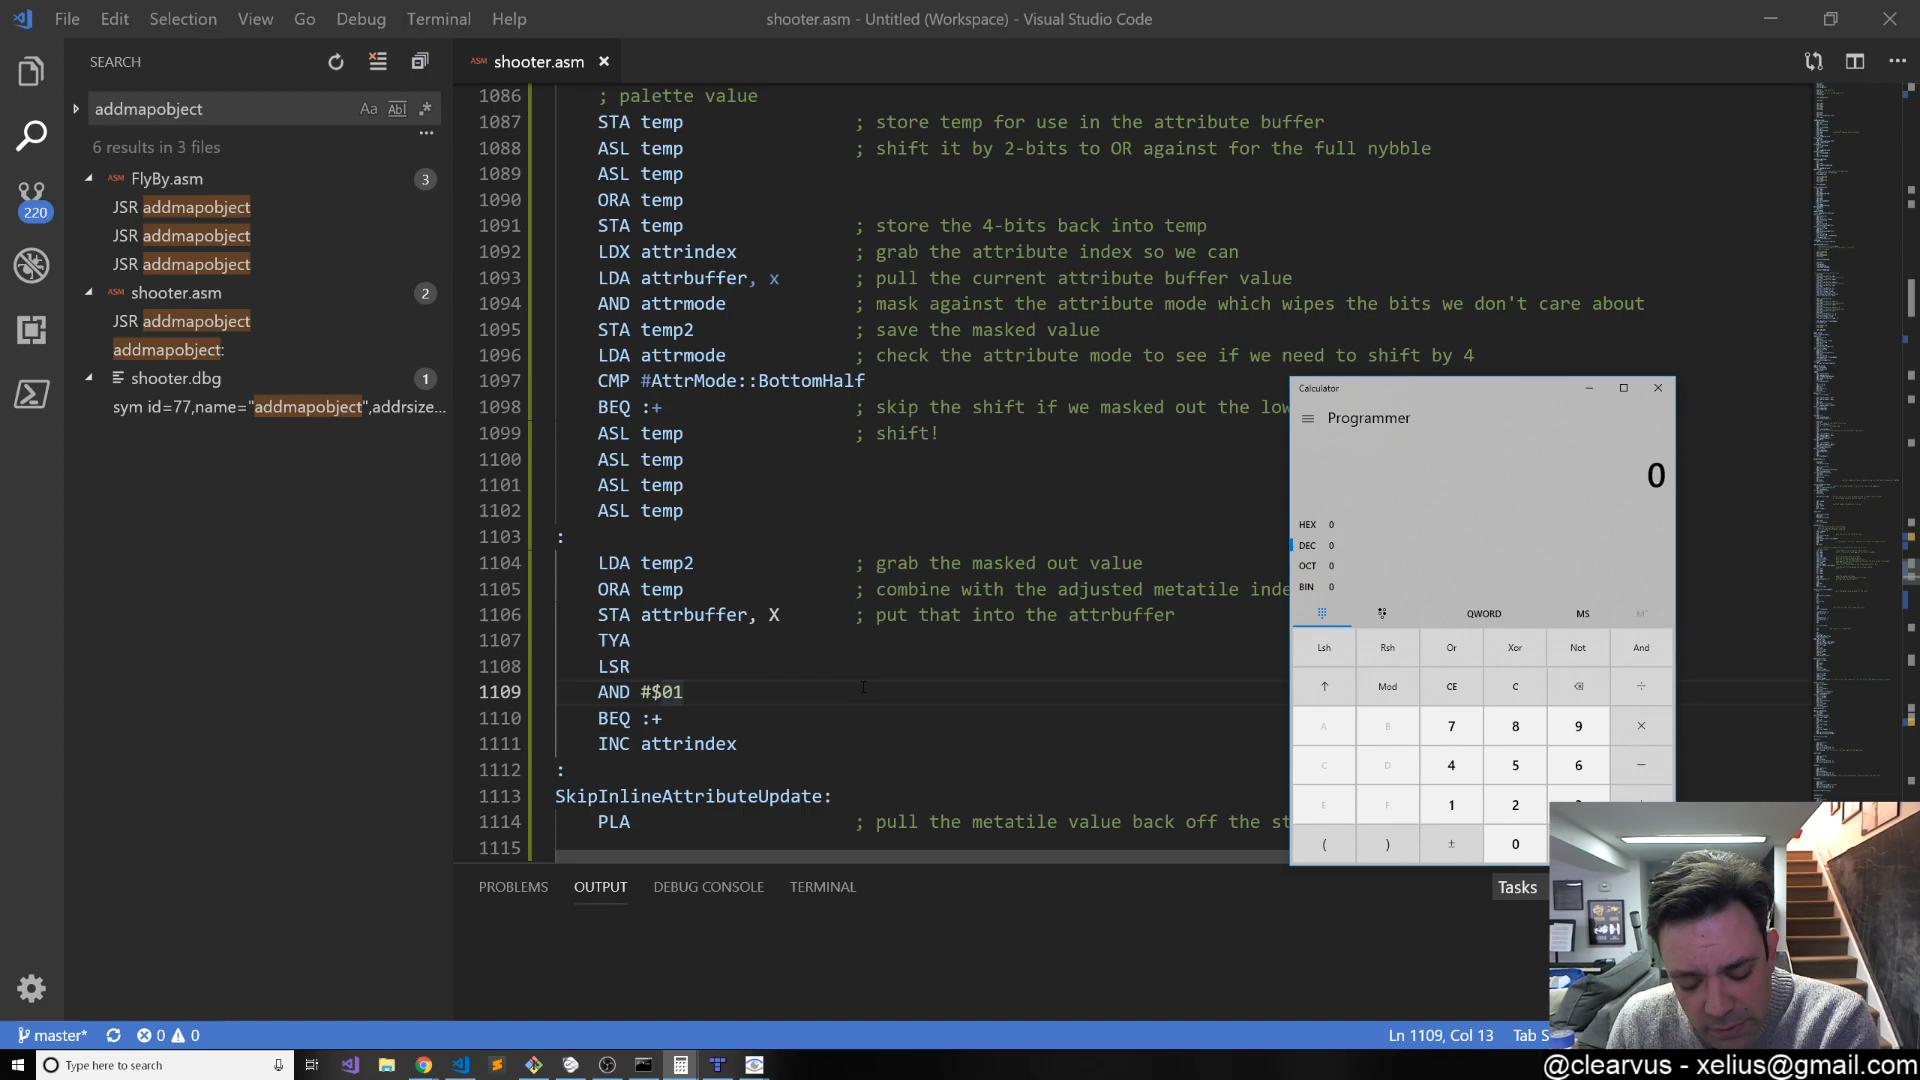 File Edit Selection View Go Debug Terminal Help
shooter.asm - Untitled (Workspace) - Visual Studio Code
SEARCH
addmapobject
Aa Abl .*
6 results in 3 files
ASM FlyBy.asm 3
JSR addmapobject
JSR addmapobject
JSR addmapobject
ASM shooter.asm 2
JSR addmapobject
addmapobject:
shooter.dbg 1
sym id=77,name="addmapobject",addrsize...
220
ASM shooter.asm
1086 ; palette value
1087 STA temp ; store temp for use in the attribute buffer
1088 ASL temp ; shift it by 2-bits to OR against for the full nybble
1089 ASL temp
1090 ORA temp
1091 STA temp ; store the 4-bits back into temp
1092 LDX attrindex ; grab the attribute index so we can
1093 LDA attrbuffer, x ; pull the current attribute buffer value
1094 AND attrmode ; mask against the attribute mode which wipes the bits we don't care about
1095 STA temp2 ; save the masked value
1096 LDA attrmode ; check the attribute mode to see if we need to shift by 4
1097 CMP #AttrMode::BottomHalf
1098 BEQ :+ ; skip the shift if we masked out the low
1099 ASL temp ; shift!
1100 ASL temp
1101 ASL temp
1102 ASL temp
1103 :
1104 LDA temp2 ; grab the masked out value
1105 ORA temp ; combine with the adjusted metatile inde
1106 STA attrbuffer, X ; put that into the attrbuffer
1107 TYA
1108 LSR
1109 AND #$01
1110 BEQ :+
1111 INC attrindex
1112 :
1113 SkipInlineAttributeUpdate:
1114 PLA ; pull the metatile value back off the st
1115
Calculator
Programmer
0
HEX 0
DEC 0
OCT 0
BIN 0
QWORD MS M˅
Lsh Rsh Or Xor Not And
↑ Mod CE C ⌫ ÷
A B 7 8 9 ×
C D 4 5 6 −
E F 1 2
( ) ± 0
PROBLEMS OUTPUT DEBUG CONSOLE TERMINAL
Tasks
master* 0 0
Ln 1109, Col 13 Tab S
Type here to search
@clearvus - xelius@gmail.com